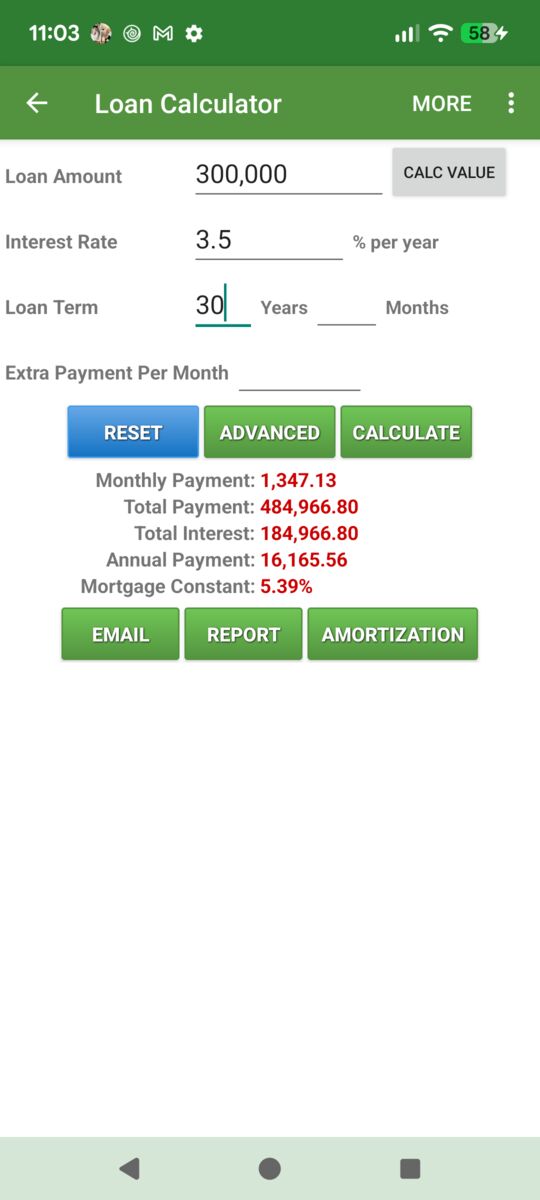 11:03 58
Loan Calculator MORE
Loan Amount 300,000 CALC VALUE
Interest Rate 3.5 % per year
Loan Term 30 Years Months
Extra Payment Per Month
RESET ADVANCED CALCULATE
Monthly Payment: 1,347.13
Total Payment: 484,966.80
Total Interest: 184,966.80
Annual Payment: 16,165.56
Mortgage Constant: 5.39%
EMAIL REPORT AMORTIZATION